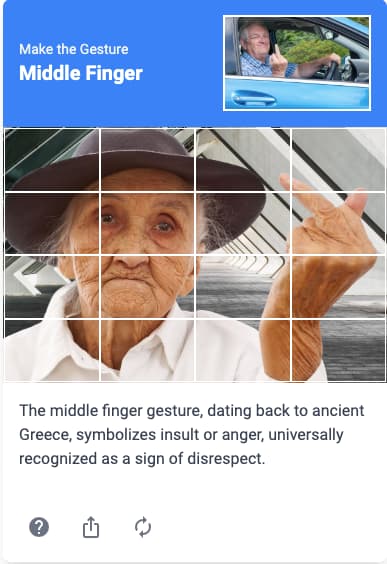 Make the Gesture
Middle Finger
The middle finger gesture, dating back to ancient
Greece, symbolizes insult or anger, universally
recognized as a sign of disrespect.